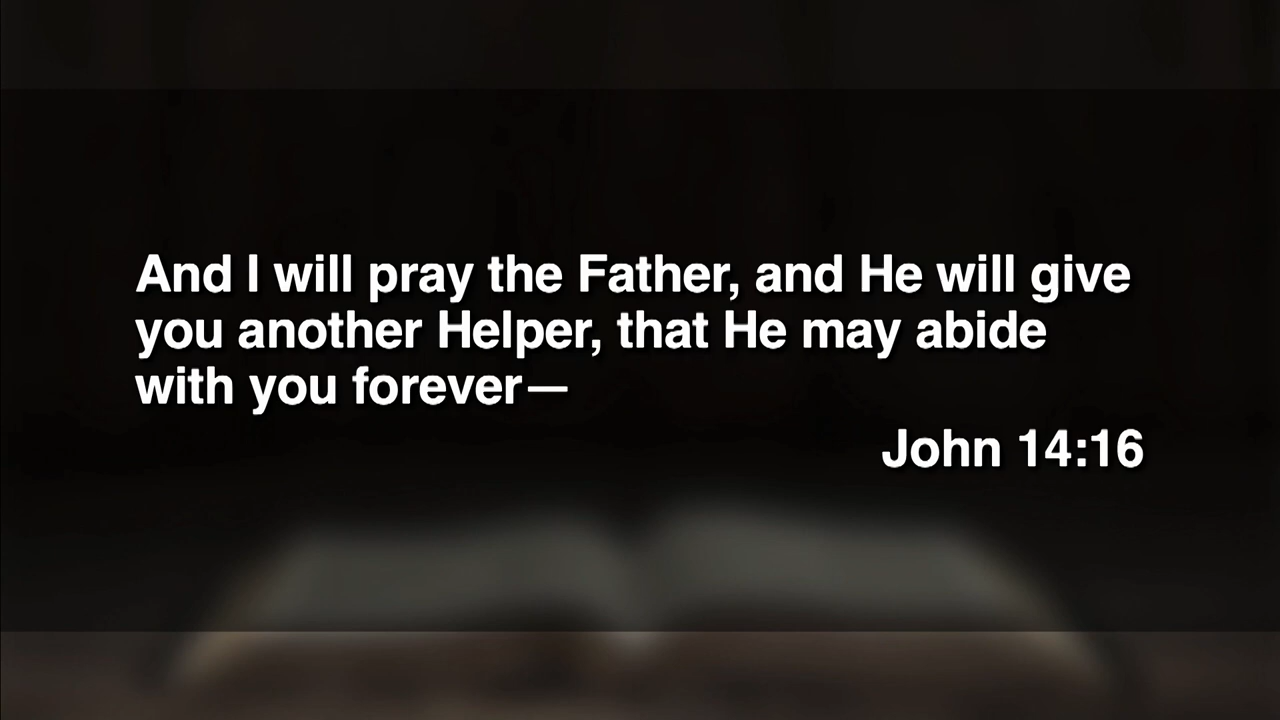 And I will pray the Father, and He will give
you another Helper, that He may abide
with you forever—
John 14:16